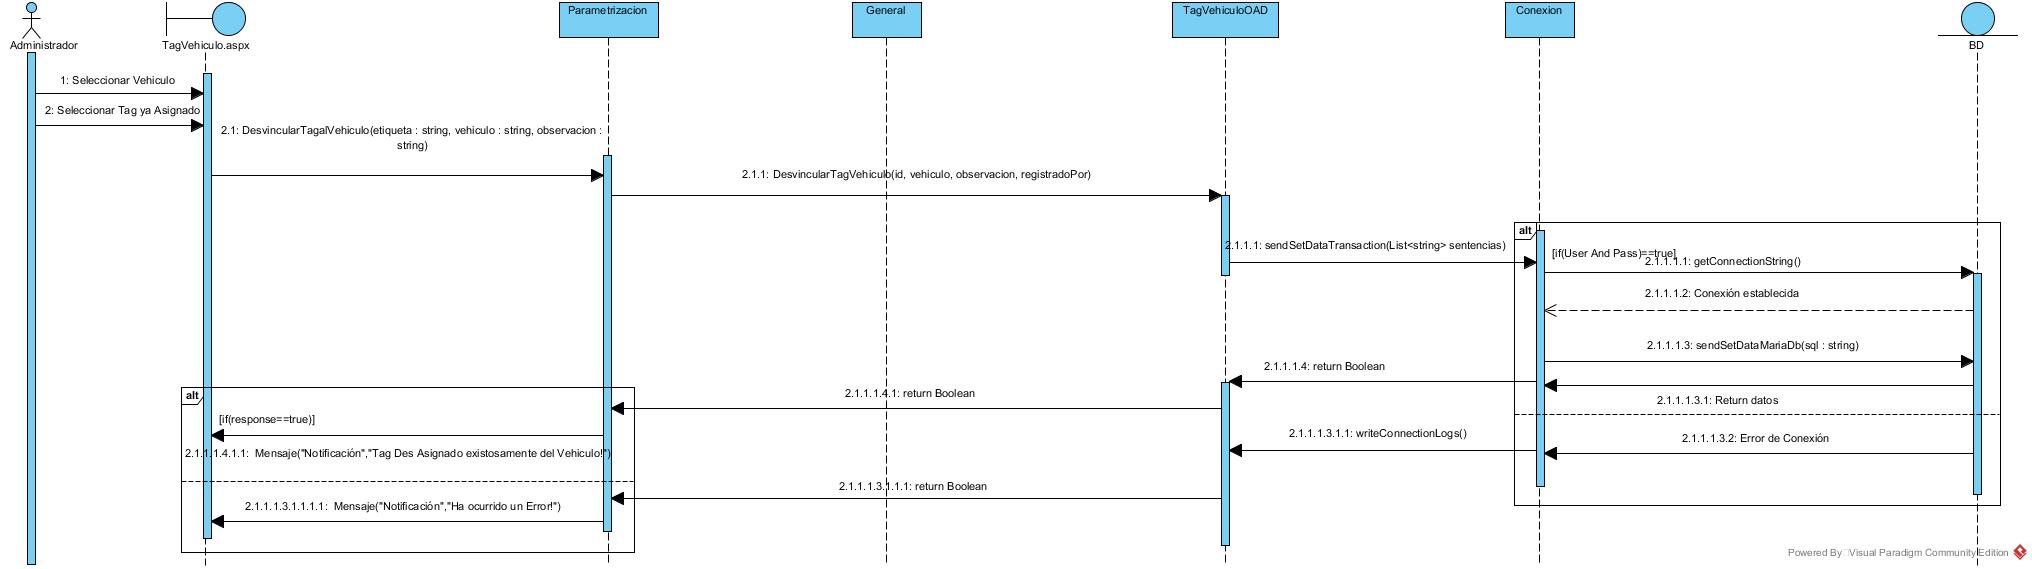 Administrador
TagVehiculo.aspx
Parametrizacion
General
TagVehiculoOAD
Conexion
BD
1: Seleccionar Vehiculo
2: Seleccionar Tag ya Asignado
2.1: DesvincularTagalVehiculo(etiqueta : string, vehiculo : string, observacion :
string)
2.1.1: DesvincularTagVehiculo(id, vehiculo, observacion, registradoPor)
alt
2.1.1.1: sendSetDataTransaction(List<string> sentencias)
[if(User And Pass)==true]
2.1.1.1.1: getConnectionString()
2.1.1.1.2: Conexión establecida
2.1.1.1.3: sendSetDataMariaDb(sql : string)
2.1.1.1.4: return Boolean
alt
2.1.1.1.4.1: return Boolean
2.1.1.1.3.1: Return datos
[if(response==true)]
2.1.1.1.3.1.1: writeConnectionLogs()
2.1.1.1.3.2: Error de Conexión
2.1.1.1.4.1.1: Mensaje("Notificación","Tag Des Asignado existosamente del Vehiculo!")
2.1.1.1.3.1.1.1: return Boolean
2.1.1.1.3.1.1.1.1: Mensaje("Notificación","Ha ocurrido un Error!")
Powered By Visual Paradigm Community Edition